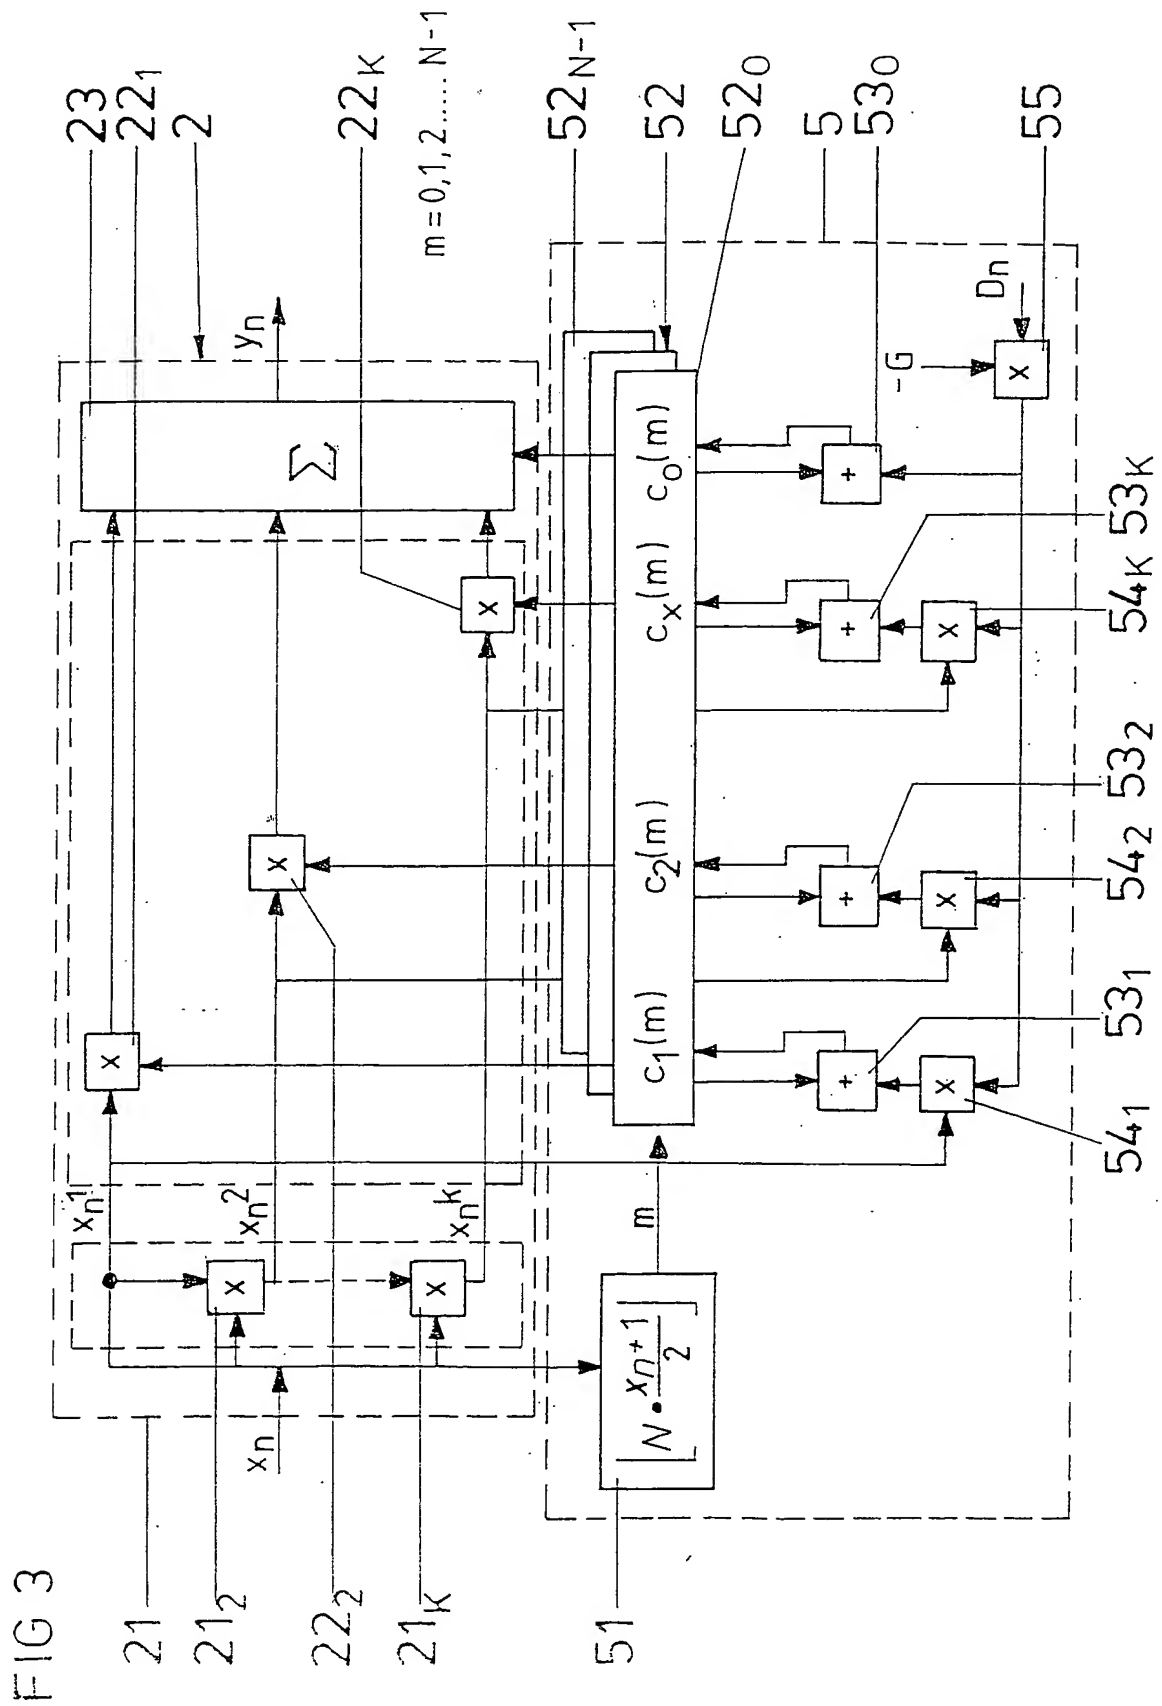 FIG 3
23
22₁
2
22K
m = 0,1,2..... N-1
52N-1
52
52₀
5
53₀
55
yₙ
Σ
-G
Dₙ
X
c₀(m)
+
X
cₓ(m)
+
X
53K
54K
X
c₂(m)
+
X
53₂
54₂
X
c₁(m)
+
X
53₁
54₁
xₙ1
xₙ2
xₙk
X
X
m
xₙ
⌊N • xₙ+1 / 2⌋
21
21₂
22₂
21K
51